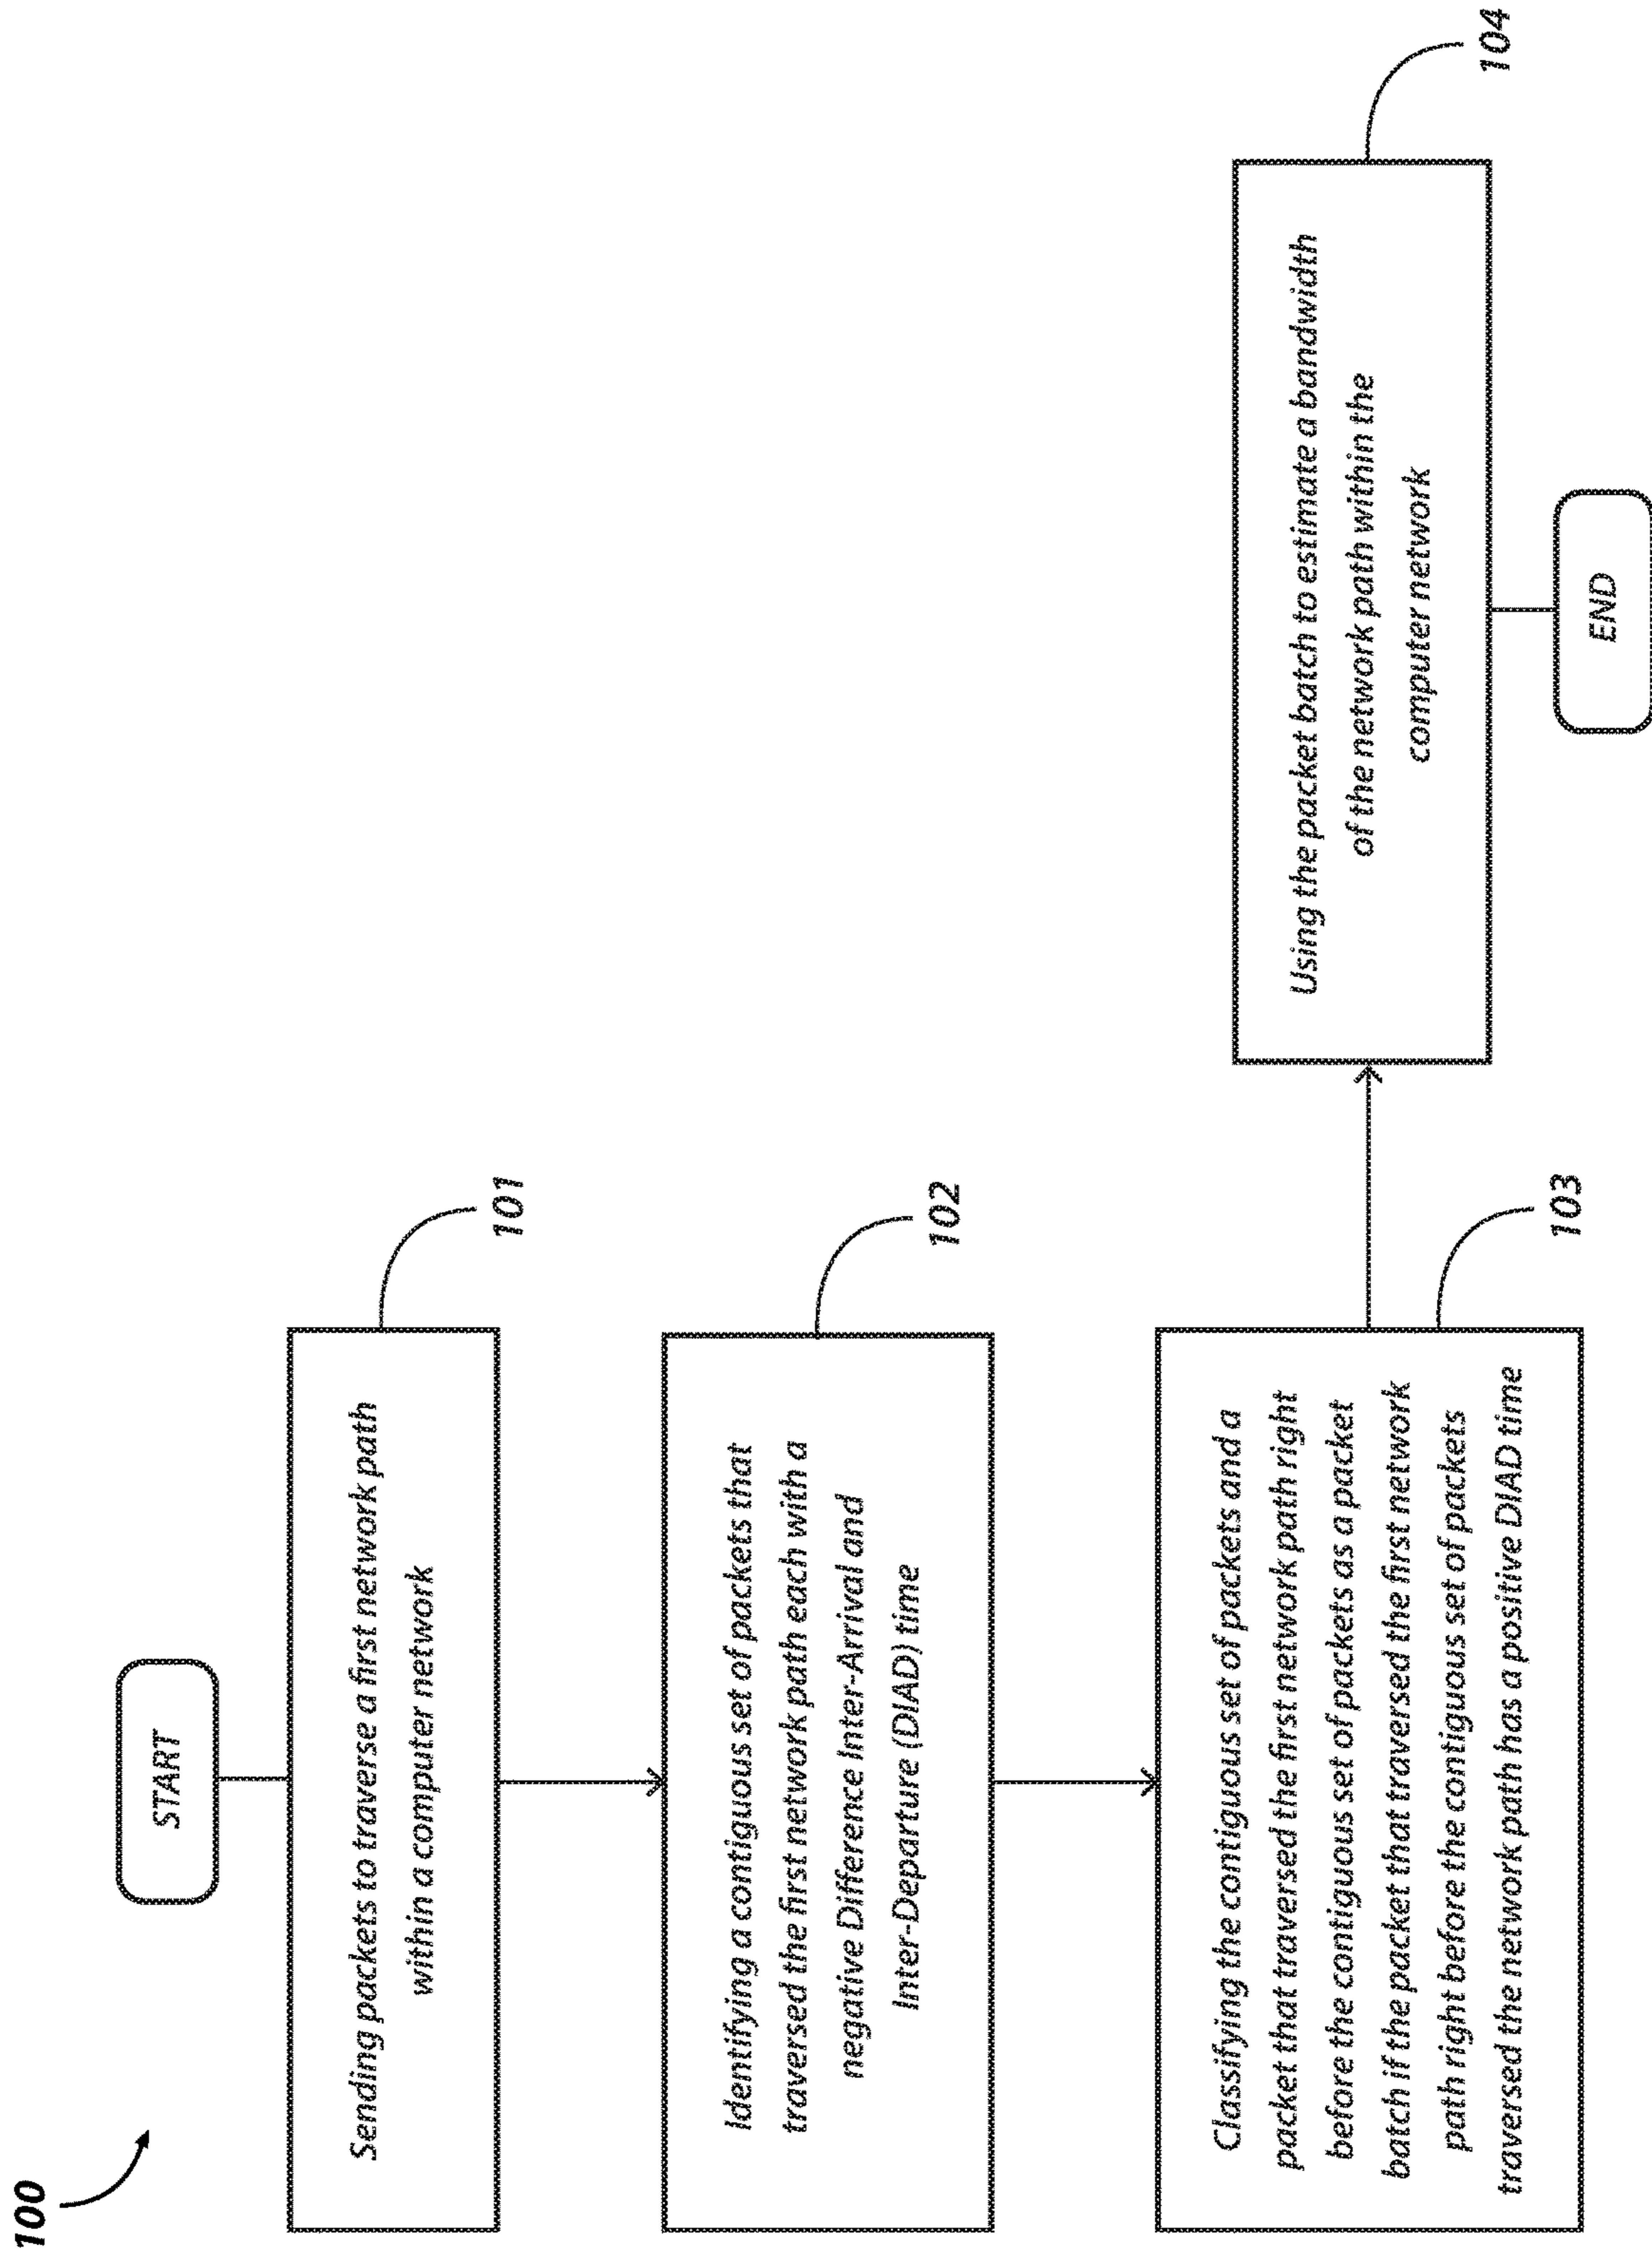 100
START
Sending packets to traverse a first network path
within a computer network
101
Identifying a contiguous set of packets that
traversed the first network path each with a
negative Difference Inter-Arrival and
Inter-Departure (DIAD) time
102
Classifying the contiguous set of packets and a
packet that traversed the first network path right
before the contiguous set of packets as a packet
batch if the packet that traversed the first network
path right before the contiguous set of packets
traversed the network path has a positive DIAD time
103
Using the packet batch to estimate a bandwidth
of the network path within the
computer network
104
END